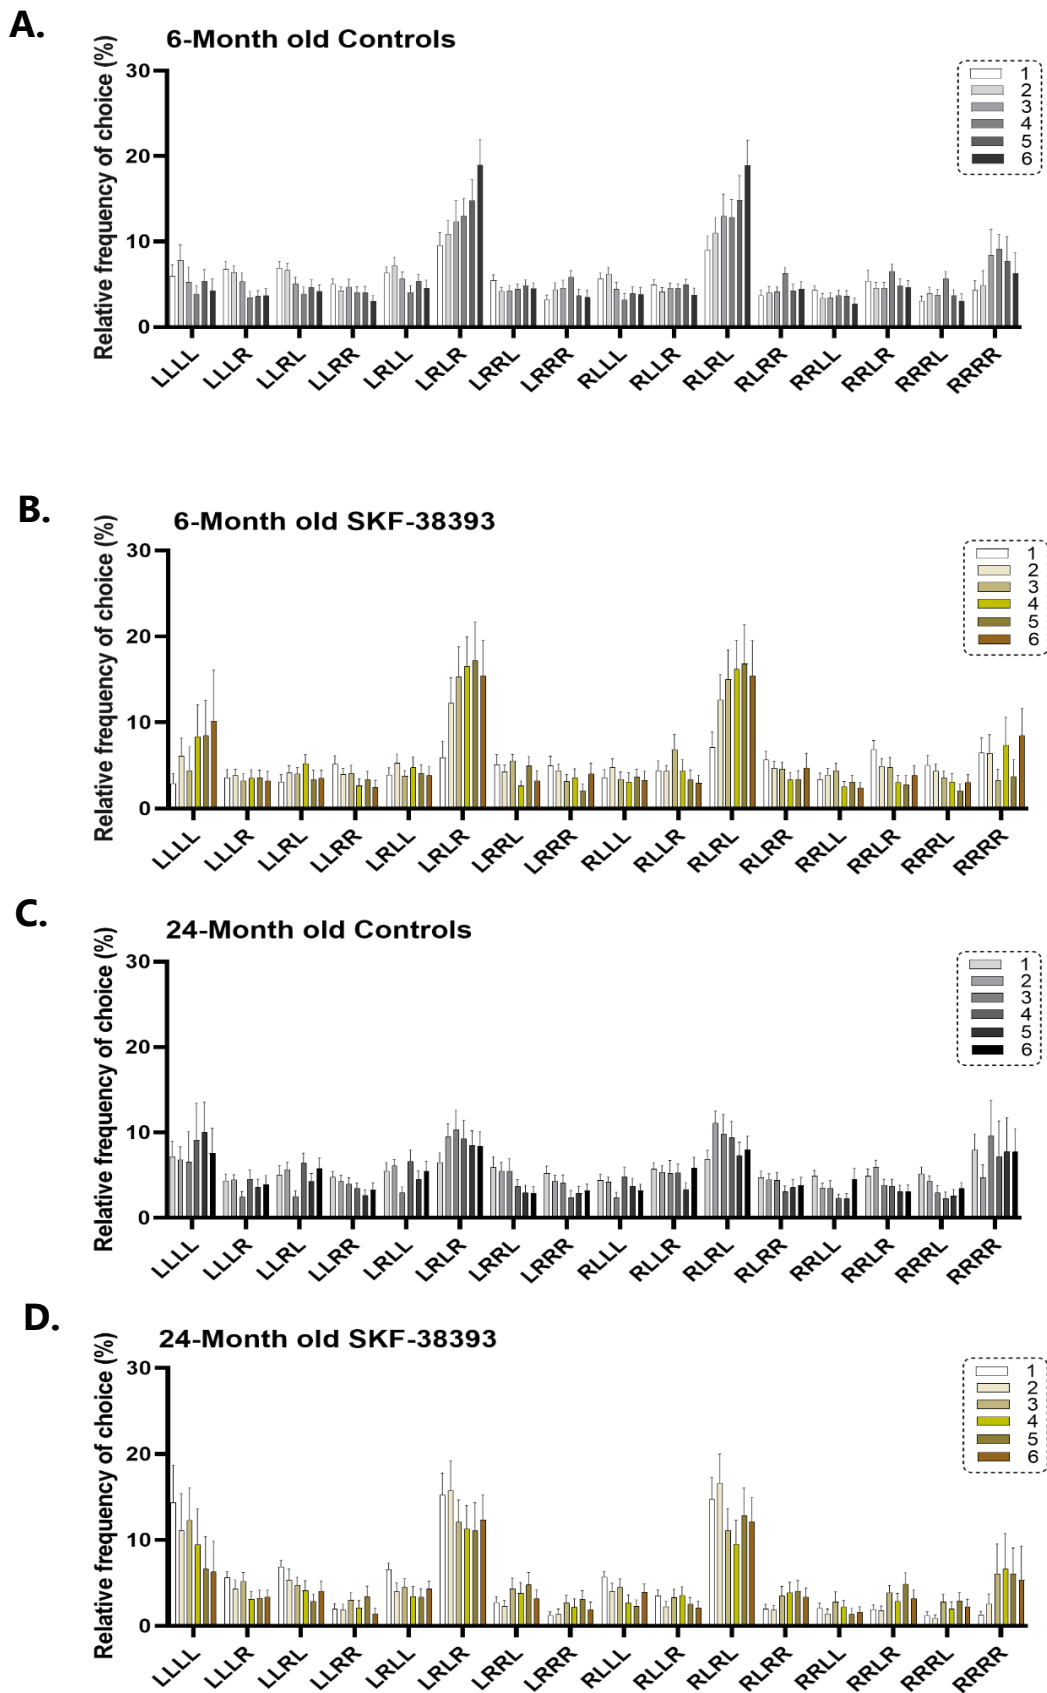 A.
6-Month old Controls
Relative frequency of choice (%)
30
20
10
0
1
2
3
4
5
6
LLLL LLLR LLRL LLRR LRLL LRLR LRRL LRRR RLLL RLLR RLRL RLRR RRLL RRLR RRRL RRRR
B.
6-Month old SKF-38393
Relative frequency of choice (%)
30
20
10
0
1
2
3
4
5
6
LLLL LLLR LLRL LLRR LRLL LRLR LRRL LRRR RLLL RLLR RLRL RLRR RRLL RRLR RRRL RRRR
C.
24-Month old Controls
Relative frequency of choice (%)
30
20
10
0
1
2
3
4
5
6
LLLL LLLR LLRL LLRR LRLL LRLR LRRL LRRR RLLL RLLR RLRL RLRR RRLL RRLR RRRL RRRR
D.
24-Month old SKF-38393
Relative frequency of choice (%)
30
20
10
0
1
2
3
4
5
6
LLLL LLLR LLRL LLRR LRLL LRLR LRRL LRRR RLLL RLLR RLRL RLRR RRLL RRLR RRRL RRRR